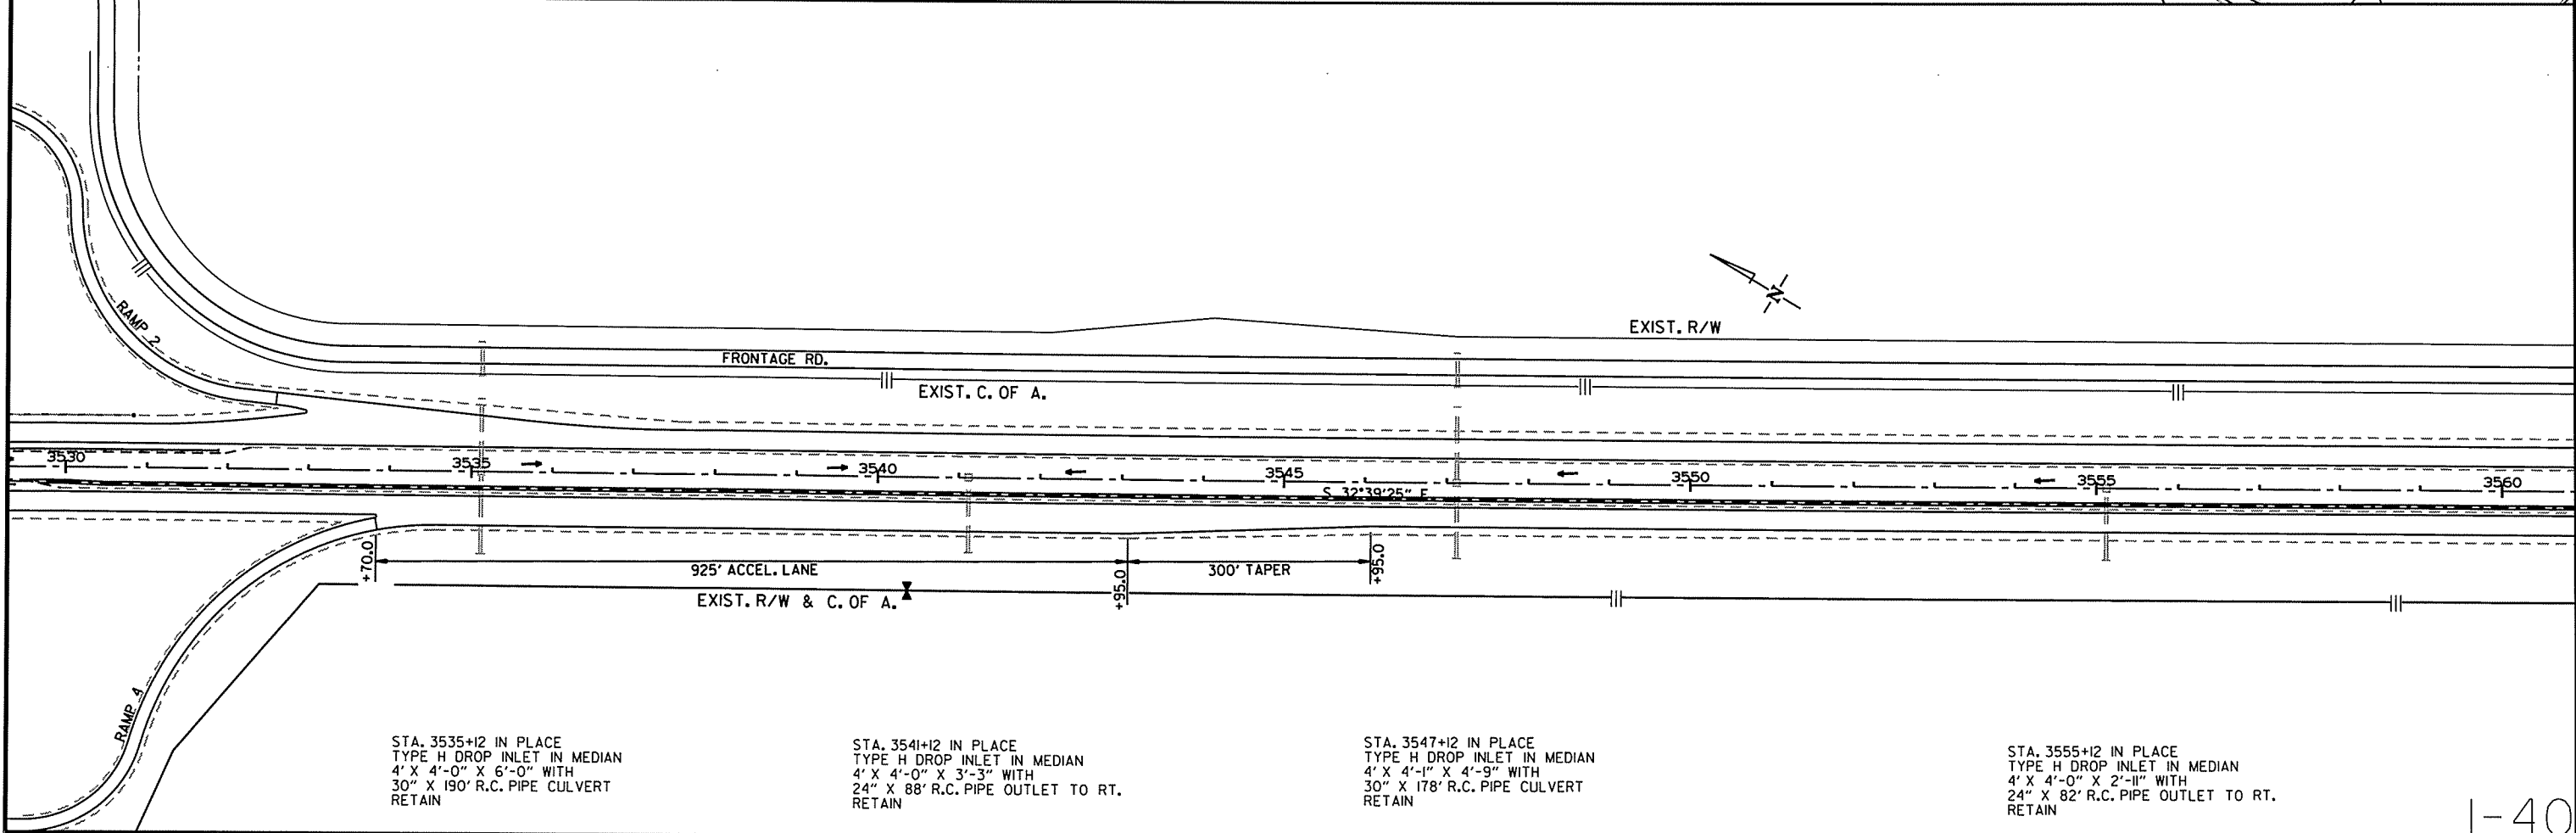 RAMP 2
EXIST. R/W
N
FRONTAGE RD.
EXIST. C. OF A.
3530
3535
3540
3545
3550
3555
3560
S 32°39'25" E
+70.0
925' ACCEL. LANE
+95.0
300' TAPER
+95.0
EXIST. R/W & C. OF A.
RAMP 4
STA. 3535+12 IN PLACE
TYPE H DROP INLET IN MEDIAN
4' X 4'-0" X 6'-0" WITH
30" X 190' R.C. PIPE CULVERT
RETAIN
STA. 3541+12 IN PLACE
TYPE H DROP INLET IN MEDIAN
4' X 4'-0" X 3'-3" WITH
24" X 88' R.C. PIPE OUTLET TO RT.
RETAIN
STA. 3547+12 IN PLACE
TYPE H DROP INLET IN MEDIAN
4' X 4'-1" X 4'-9" WITH
30" X 178' R.C. PIPE CULVERT
RETAIN
STA. 3555+12 IN PLACE
TYPE H DROP INLET IN MEDIAN
4' X 4'-0" X 2'-11" WITH
24" X 82' R.C. PIPE OUTLET TO RT.
RETAIN
I-40